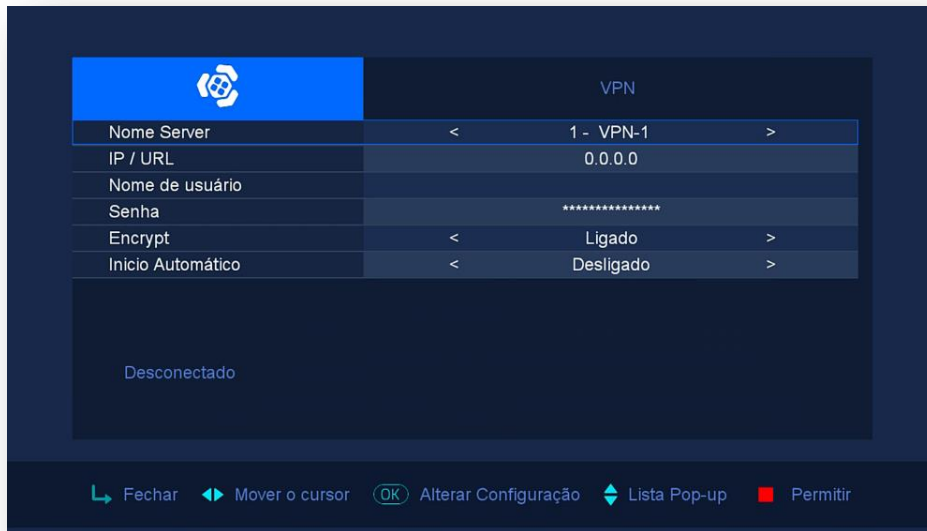 VPN
Nome Server < 1 - VPN-1 >
IP / URL 0.0.0.0
Nome de usuário
Senha ***************
Encrypt < Ligado >
Inicio Automático < Desligado >
Desconectado
Fechar Mover o cursor OK Alterar Configuração Lista Pop-up Permitir